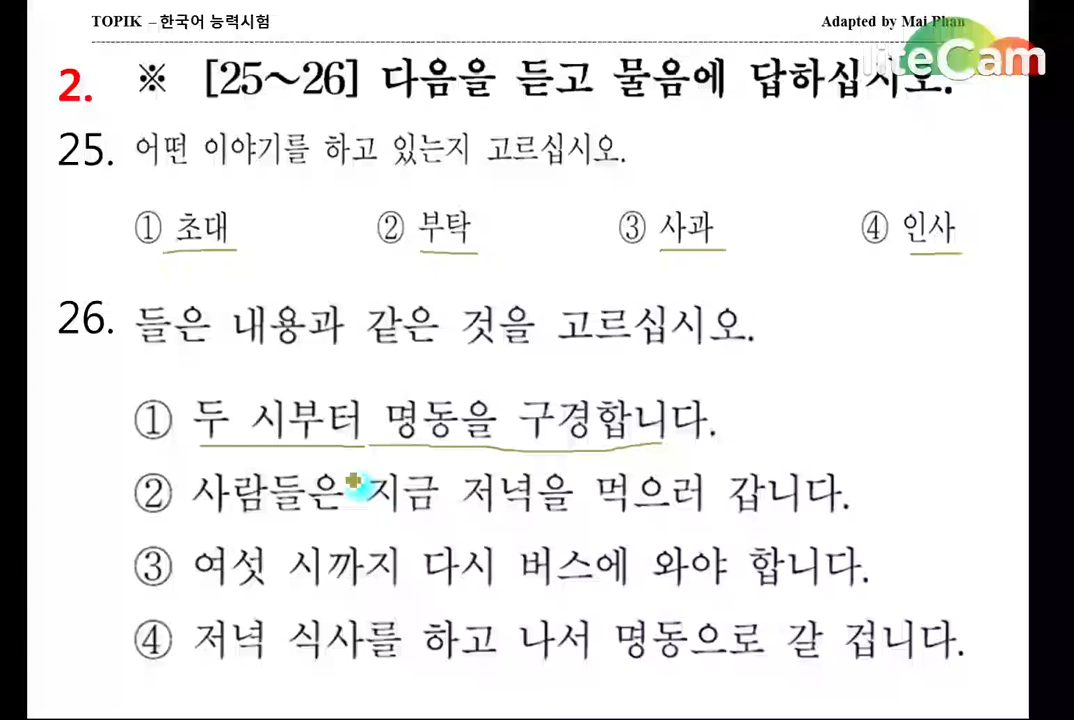 TOPIK – 한국어 능력시험
Adapted by Mai Phan
liteCam
2. ※ [25～26] 다음을 듣고 물음에 답하십시오.
25. 어떤 이야기를 하고 있는지 고르십시오.
① 초대 ② 부탁 ③ 사과 ④ 인사
26. 들은 내용과 같은 것을 고르십시오.
① 두 시부터 명동을 구경합니다.
② 사람들은 지금 저녁을 먹으러 갑니다.
③ 여섯 시까지 다시 버스에 와야 합니다.
④ 저녁 식사를 하고 나서 명동으로 갈 겁니다.